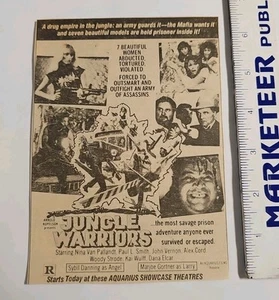 'A drug empire in the jungle; an army guards it—the Mafia wants it
and seven beautiful models are held prisoner inside it!
7 BEAUTIFUL
WOMEN
ABDUCTED,
TORTURED,
VIOLATED.
FORCED TO
OUTSMART AND
OUTFIGHT AN ARMY
OF ASSASSINS.
JUNGLE
WARRIORS
...the most savage prison
adventure anyone ever
survived or escaped.
Starring Nina Van Pallandt, Paul L. Smith, John Vernon, Alex Cord
Woody Strode, Kai Wulff, Dana Elcar
Sybil Danning as Angel
Marjoe Gortner as Larry
R
Starts Today at these AQUARIUS SHOWCASE THEATRES
MARKETEER PUB